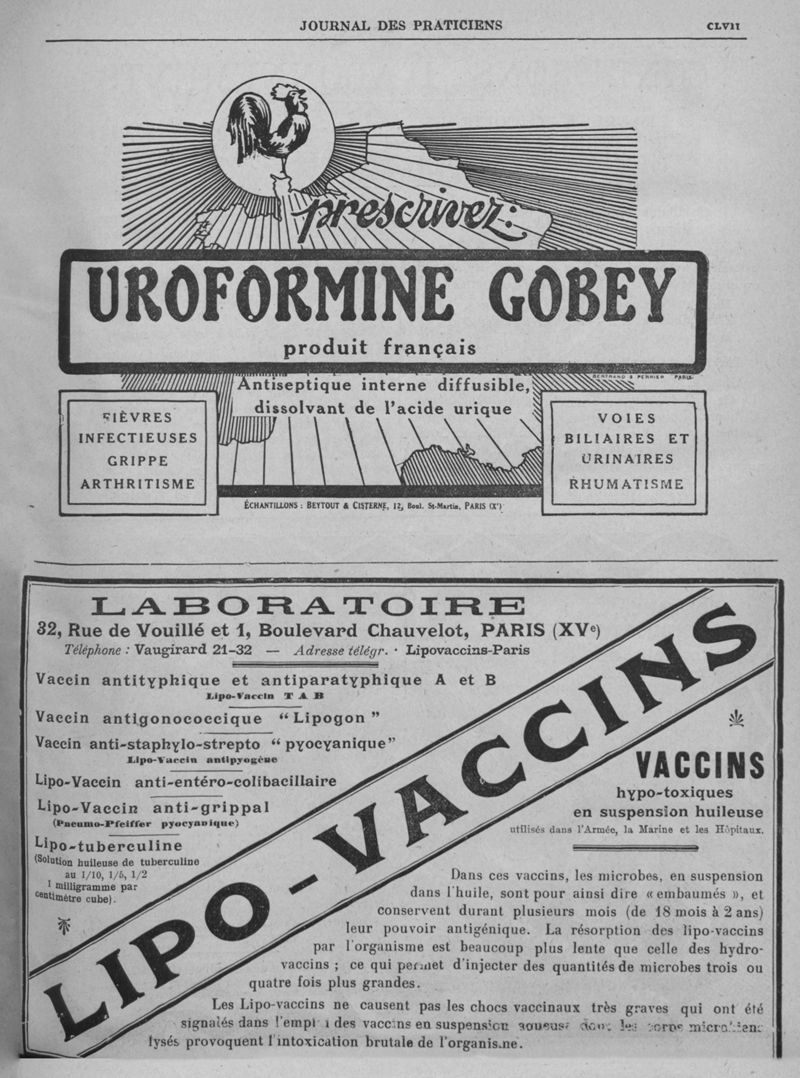 JOURNAL DES PRATICIENS CLVII
prescrivez:
UROFORMINE GOBEY
produit français
BERTRAND & PERRIER PARIS
Antiseptique interne diffusible,
dissolvant de l'acide urique
FIÈVRES
INFECTIEUSES
GRIPPE
ARTHRITISME
VOIES
BILIAIRES ET
URINAIRES
RHUMATISME
ÉCHANTILLONS : BEYTOUT & CISTERNE, 12, Boul. St-Martin, PARIS (Xe)
LABORATOIRE
32, Rue de Vouillé et 1, Boulevard Chauvelot, PARIS (XVe)
Téléphone : Vaugirard 21-32 — Adresse télégr. · Lipovaccins-Paris
Vaccin antityphique et antiparatyphique A et B
Lipo-Vaccin T A B
Vaccin antigonococcique “Lipogon”
Vaccin anti-staphylo-strepto “pyocyanique”
Lipo-Vaccin antipyogène
Lipo-Vaccin anti-entéro-colibacillaire
Lipo-Vaccin anti-grippal
(Pneumo-Pfeiffer pyocyanique)
Lipo-tuberculine
(Solution huileuse de tuberculine
au 1/10, 1/5, 1/2
1 milligramme par
centimètre cube).
LIPO-VACCINS
VACCINS
hypo-toxiques
en suspension huileuse
utilisés dans l'Armée, la Marine et les Hôpitaux.
Dans ces vaccins, les microbes, en suspension
dans l'huile, sont pour ainsi dire « embaumés », et
conservent durant plusieurs mois (de 18 mois à 2 ans)
leur pouvoir antigénique. La résorption des lipo-vaccins
par l'organisme est beaucoup plus lente que celle des hydro-
vaccins ; ce qui permet d'injecter des quantités de microbes trois ou
quatre fois plus grandes.
Les Lipo-vaccins ne causent pas les chocs vaccinaux très graves qui ont été
signalés dans l'emploi des vaccins en suspension aqueuse dont les corps microbiens
lysés provoquent l'intoxication brutale de l'organisme.